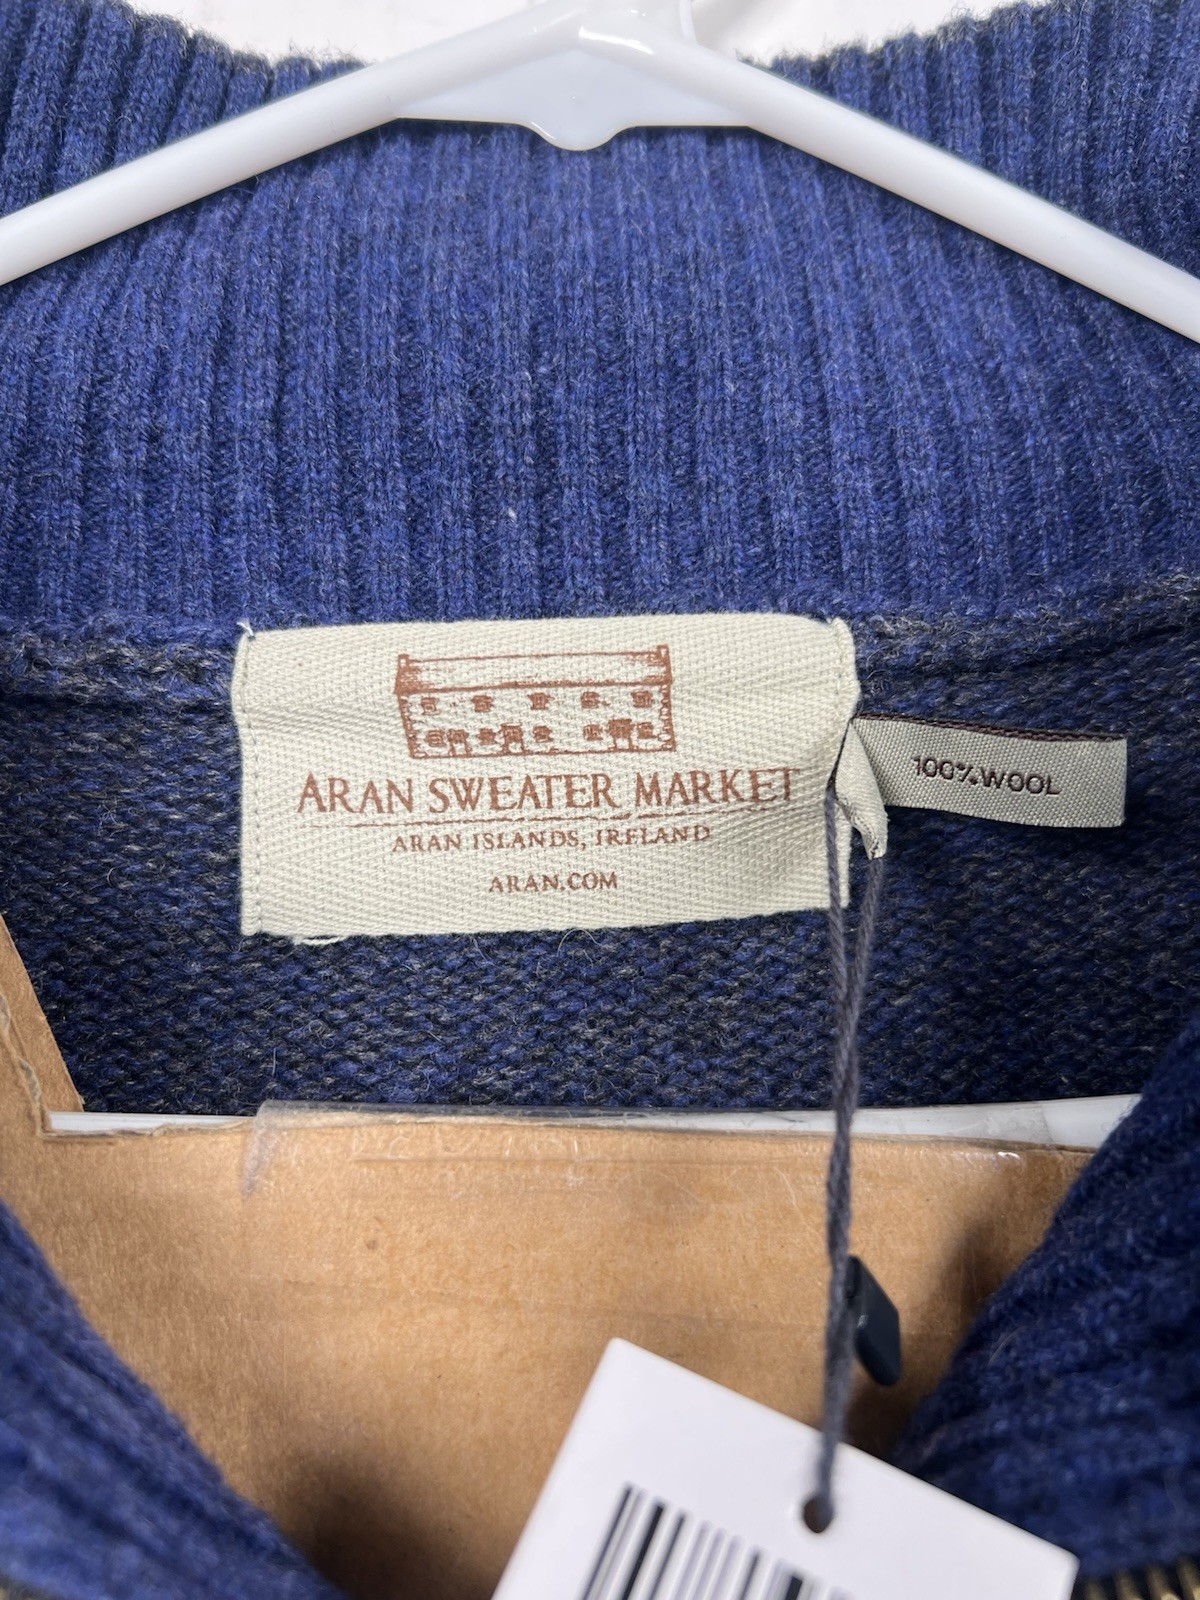 ARAN SWEATER MARKET
ARAN ISLANDS, IRELAND
ARAN.COM
100% WOOL